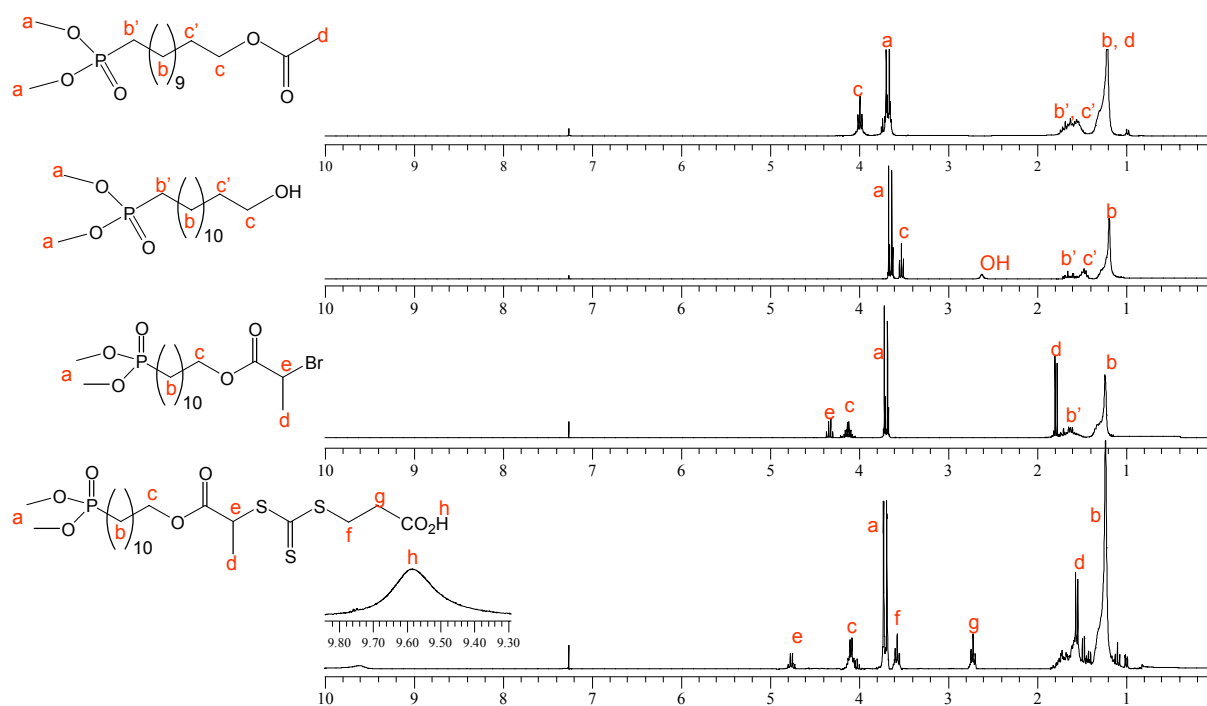 a b' c' d
O O
P b 9 c
a O O O
a c b' c' b, d
10 9 8 7 6 5 4 3 2 1
a O b' c' OH
P b 10 c
a O O
a c OH b' c' b
10 9 8 7 6 5 4 3 2 1
O c O e Br
O P b 10 O
a O d
e c a d b' b
10 9 8 7 6 5 4 3 2 1
O c O e S S g
O P b 10 O S f CO₂H h
a O d
h
9.80 9.70 9.60 9.50 9.40 9.30
e c a f g d b
10 9 8 7 6 5 4 3 2 1